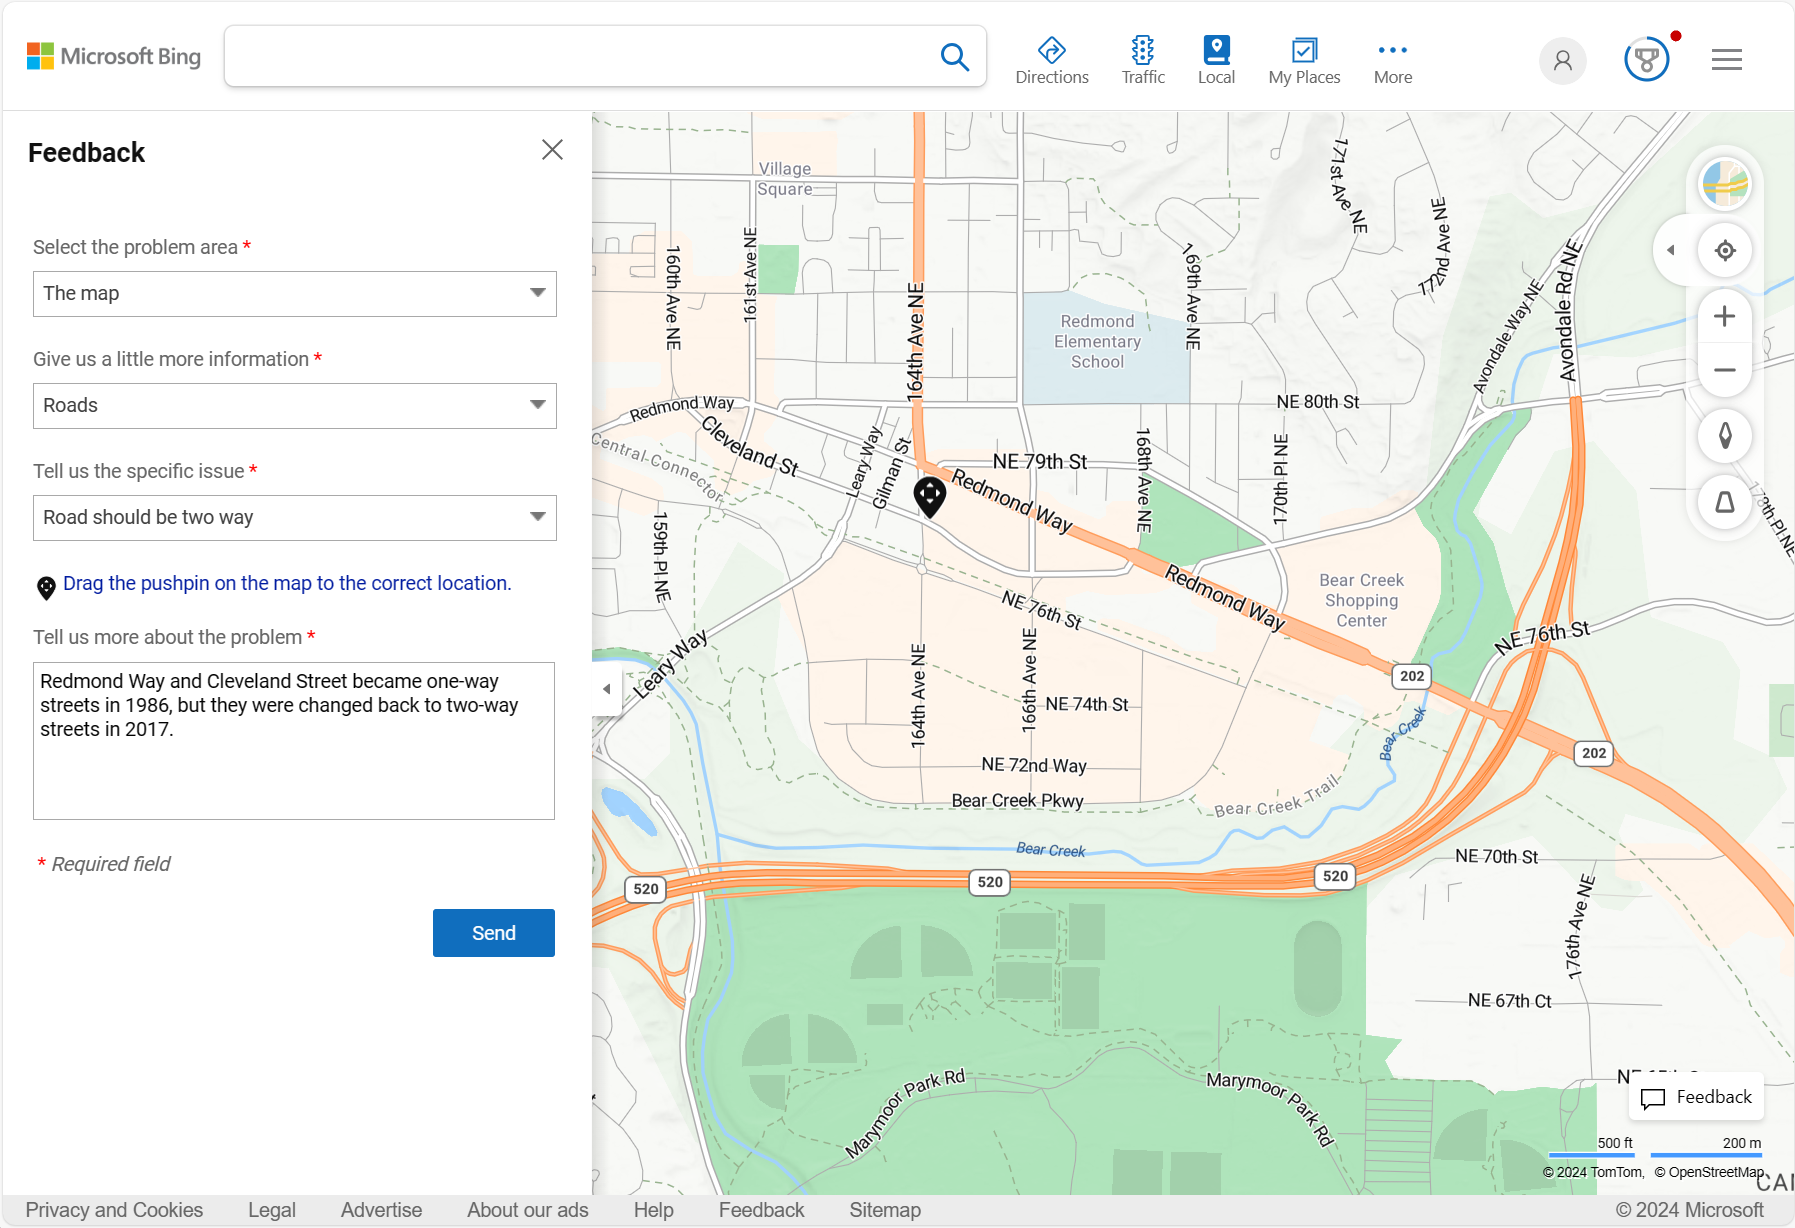 Microsoft Bing
Directions
Traffic
Local
My Places
More
Feedback
Select the problem area *
The map
Give us a little more information *
Roads
Tell us the specific issue *
Road should be two way
Drag the pushpin on the map to the correct location.
Tell us more about the problem *
Redmond Way and Cleveland Street became one-way
streets in 1986, but they were changed back to two-way
streets in 2017.
* Required field
Send
Village
Square
160th Ave NE
161st Ave NE
164th Ave NE
Redmond
Elementary
School
169th Ave NE
171st Ave NE
172nd Ave NE
Avondale Way NE
Avondale Rd NE
Redmond Way
Cleveland St
Central Connector
Leary Way
Gilman St
NE 79th St
Redmond Way
168th Ave NE
NE 80th St
170th Pl NE
178th Pl NE
159th Pl NE
Redmond Way
Bear Creek
Shopping
Center
NE 76th St
NE 76th St
Leary Way
164th Ave NE
166th Ave NE
NE 74th St
202
Bear Creek
202
NE 72nd Way
Bear Creek Pkwy
Bear Creek Trail
Bear Creek
520
520
520
NE 70th St
176th Ave NE
NE 67th Ct
Marymoor Park Rd
Marymoor Park Rd
Feedback
500 ft
200 m
© 2024 TomTom, © OpenStreetMap
Privacy and Cookies
Legal
Advertise
About our ads
Help
Feedback
Sitemap
© 2024 Microsoft